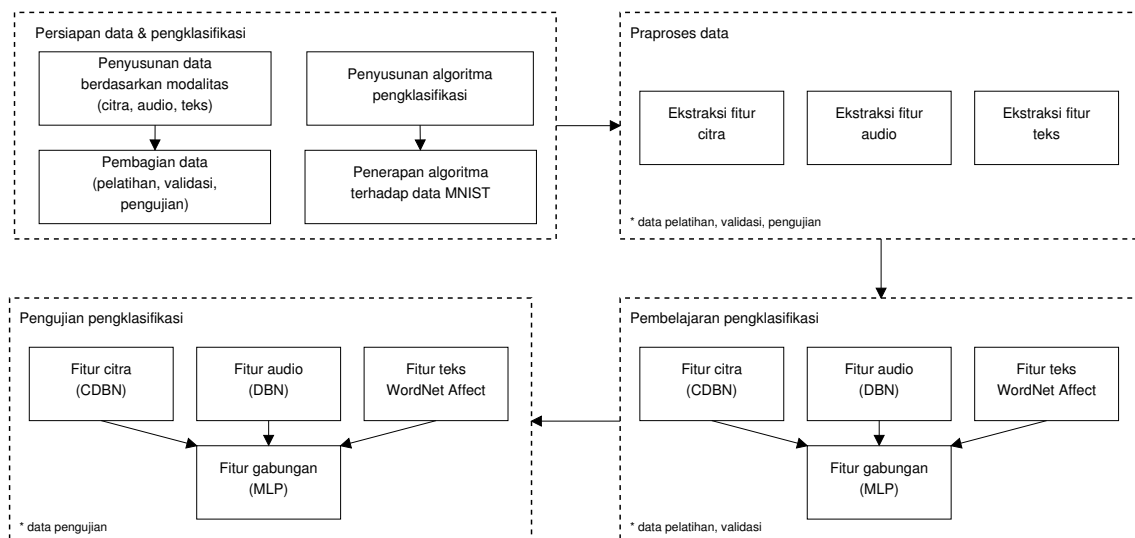 Persiapan data & pengklasifikasi
Penyusunan data
berdasarkan modalitas
(citra, audio, teks)
Pembagian data
(pelatihan, validasi,
pengujian)
Penyusunan algoritma
pengklasifikasi
Penerapan algoritma
terhadap data MNIST
Praproses data
Ekstraksi fitur
citra
Ekstraksi fitur
audio
Ekstraksi fitur
teks
* data pelatihan, validasi, pengujian
Pembelajaran pengklasifikasi
Fitur citra
(CDBN)
Fitur audio
(DBN)
Fitur teks
WordNet Affect
Fitur gabungan
(MLP)
* data pelatihan, validasi
Pengujian pengklasifikasi
Fitur citra
(CDBN)
Fitur audio
(DBN)
Fitur teks
WordNet Affect
Fitur gabungan
(MLP)
* data pengujian